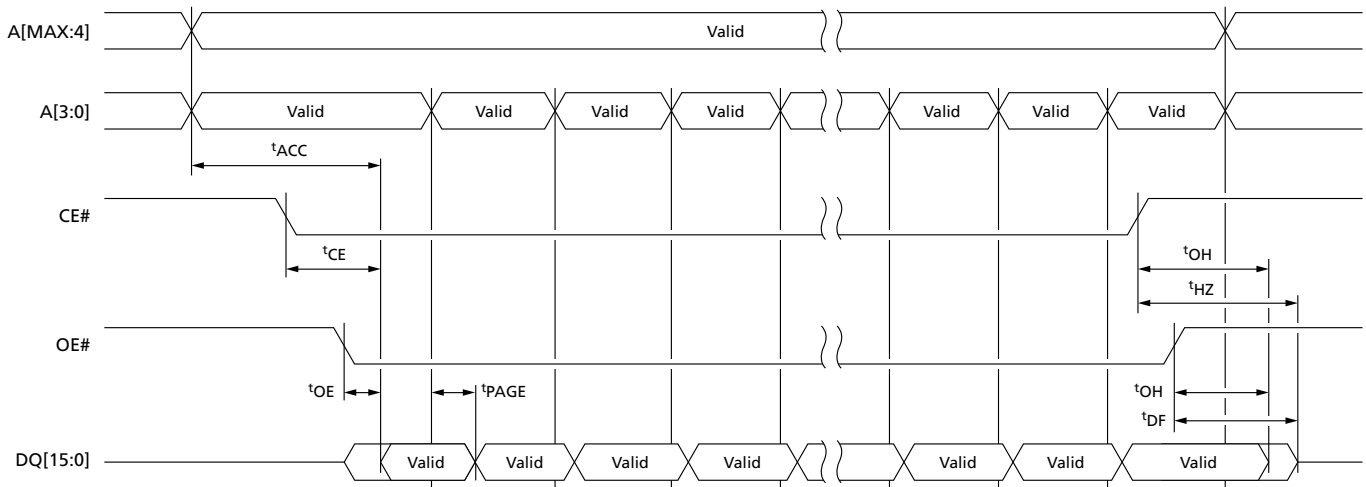 A[MAX:4] Valid
A[3:0] Valid Valid Valid Valid Valid Valid Valid
tACC
CE#
tCE tOH
tHZ
OE#
tOE tPAGE tOH
tDF
DQ[15:0] Valid Valid Valid Valid Valid Valid Valid